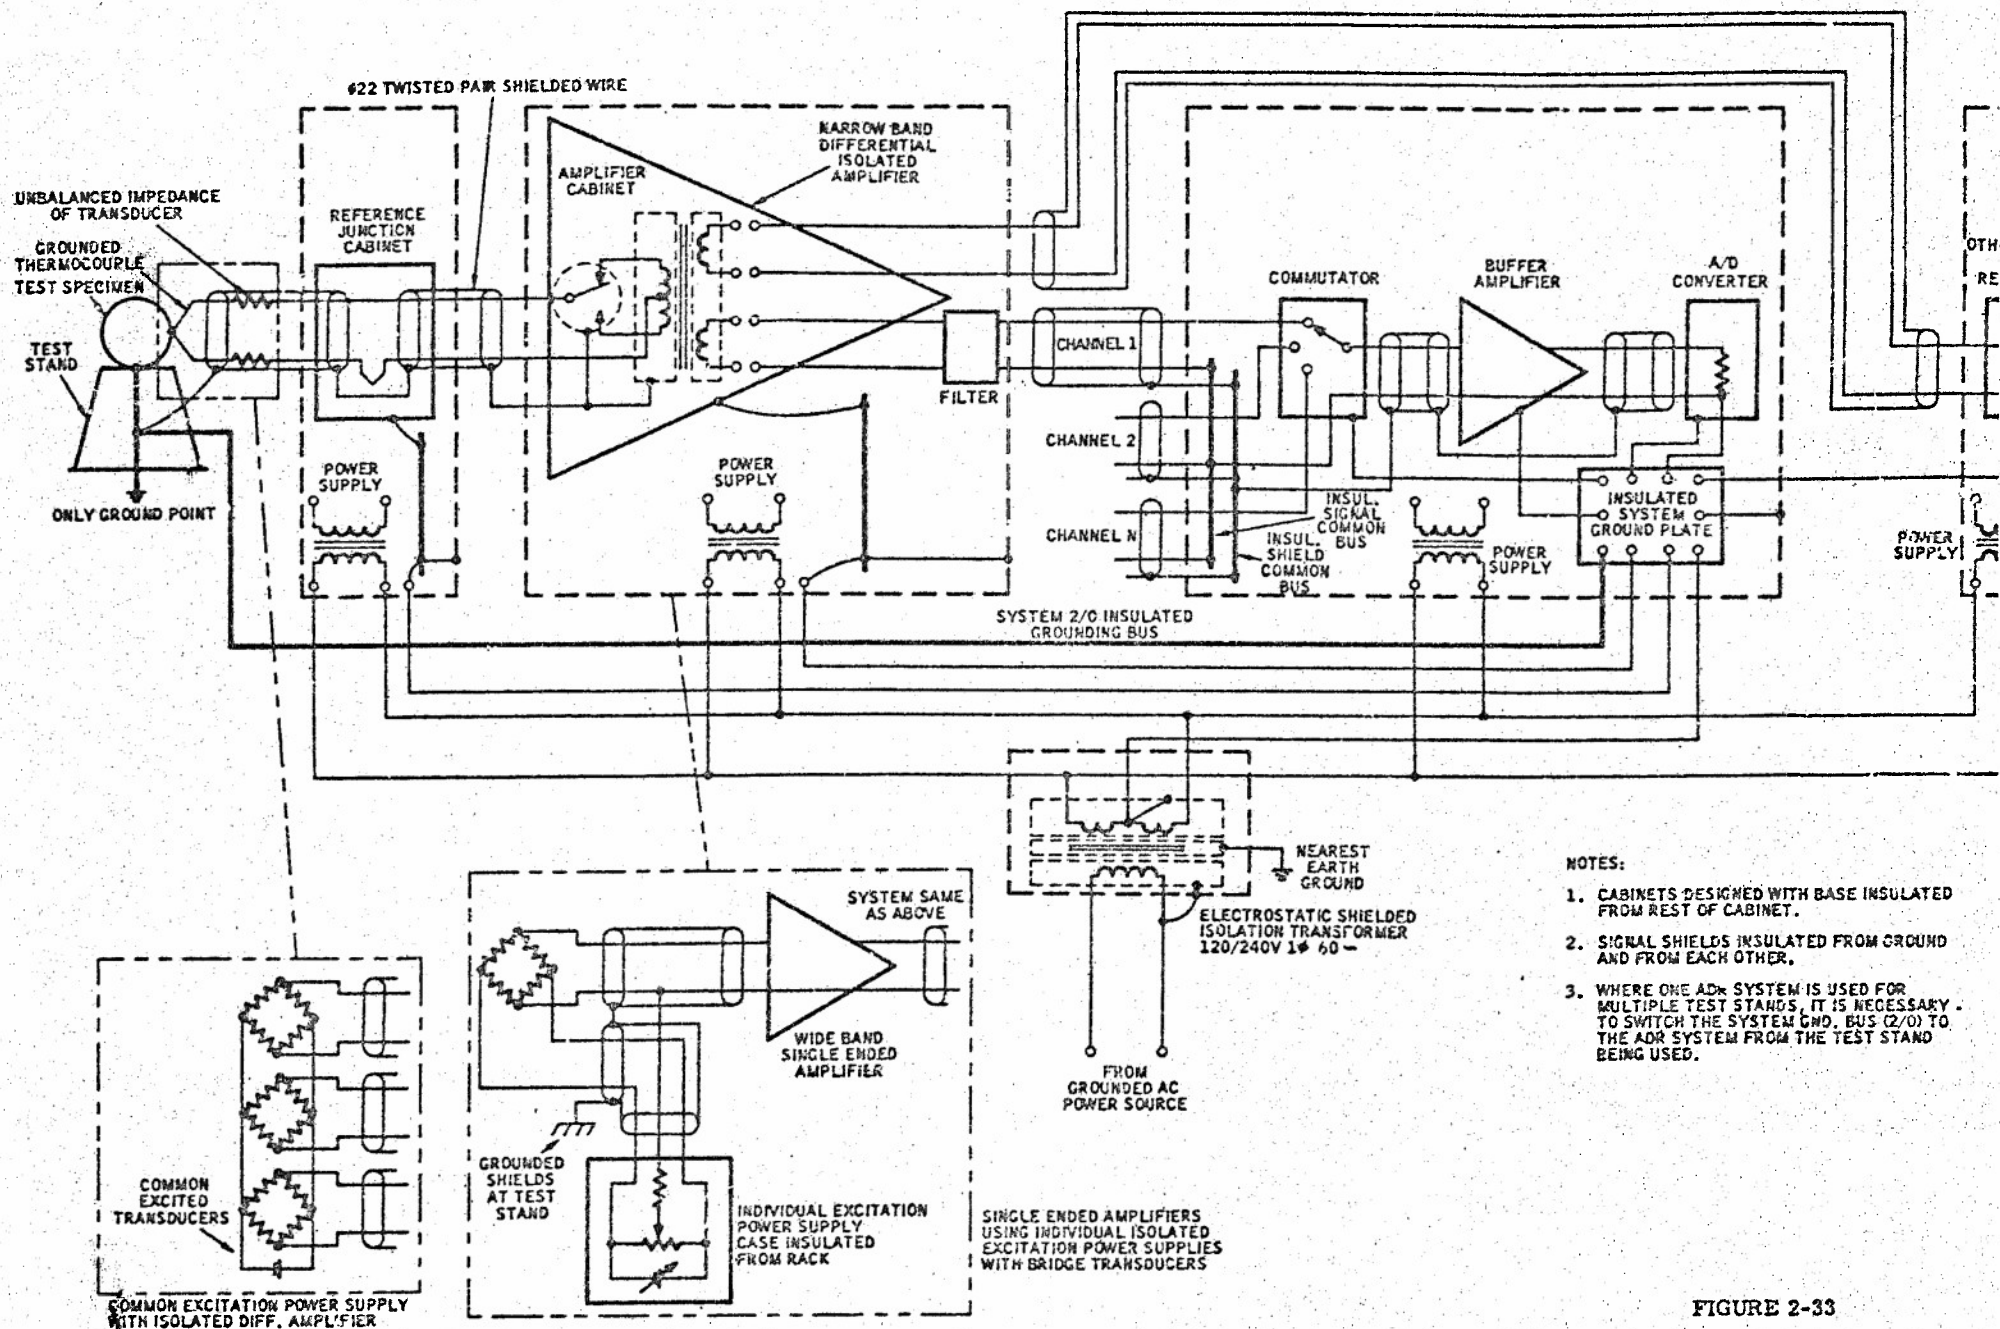 #22 TWISTED PAIR SHIELDED WIRE
UNBALANCED IMPEDANCE
OF TRANSDUCER
GROUNDED
THERMOCOUPLE
TEST SPECIMEN
TEST
STAND
ONLY GROUND POINT
REFERENCE
JUNCTION
CABINET
POWER
SUPPLY
AMPLIFIER
CABINET
NARROW BAND
DIFFERENTIAL
ISOLATED
AMPLIFIER
FILTER
POWER
SUPPLY
CHANNEL 1
CHANNEL 2
CHANNEL N
COMMUTATOR
BUFFER
AMPLIFIER
A/D
CONVERTER
INSUL.
SIGNAL
COMMON
BUS
INSUL.
SHIELD
COMMON
BUS
POWER
SUPPLY
INSULATED
SYSTEM
GROUND PLATE
OTH
RE
POWER
SUPPLY
SYSTEM 2/0 INSULATED
GROUNDING BUS
NEAREST
EARTH
GROUND
ELECTROSTATIC SHIELDED
ISOLATION TRANSFORMER
120/240V 1ϕ 60 ~
FROM
GROUNDED AC
POWER SOURCE
SYSTEM SAME
AS ABOVE
WIDE BAND
SINGLE ENDED
AMPLIFIER
GROUNDED
SHIELDS
AT TEST
STAND
INDIVIDUAL EXCITATION
POWER SUPPLY
CASE INSULATED
FROM RACK
SINGLE ENDED AMPLIFIERS
USING INDIVIDUAL ISOLATED
EXCITATION POWER SUPPLIES
WITH BRIDGE TRANSDUCERS
COMMON
EXCITED
TRANSDUCERS
COMMON EXCITATION POWER SUPPLY
WITH ISOLATED DIFF. AMPLIFIER
NOTES:
1. CABINETS DESIGNED WITH BASE INSULATED
FROM REST OF CABINET.
2. SIGNAL SHIELDS INSULATED FROM GROUND
AND FROM EACH OTHER.
3. WHERE ONE ADR SYSTEM IS USED FOR
MULTIPLE TEST STANDS, IT IS NECESSARY
TO SWITCH THE SYSTEM GND. BUS (2/0) TO
THE ADR SYSTEM FROM THE TEST STAND
BEING USED.
FIGURE 2-33